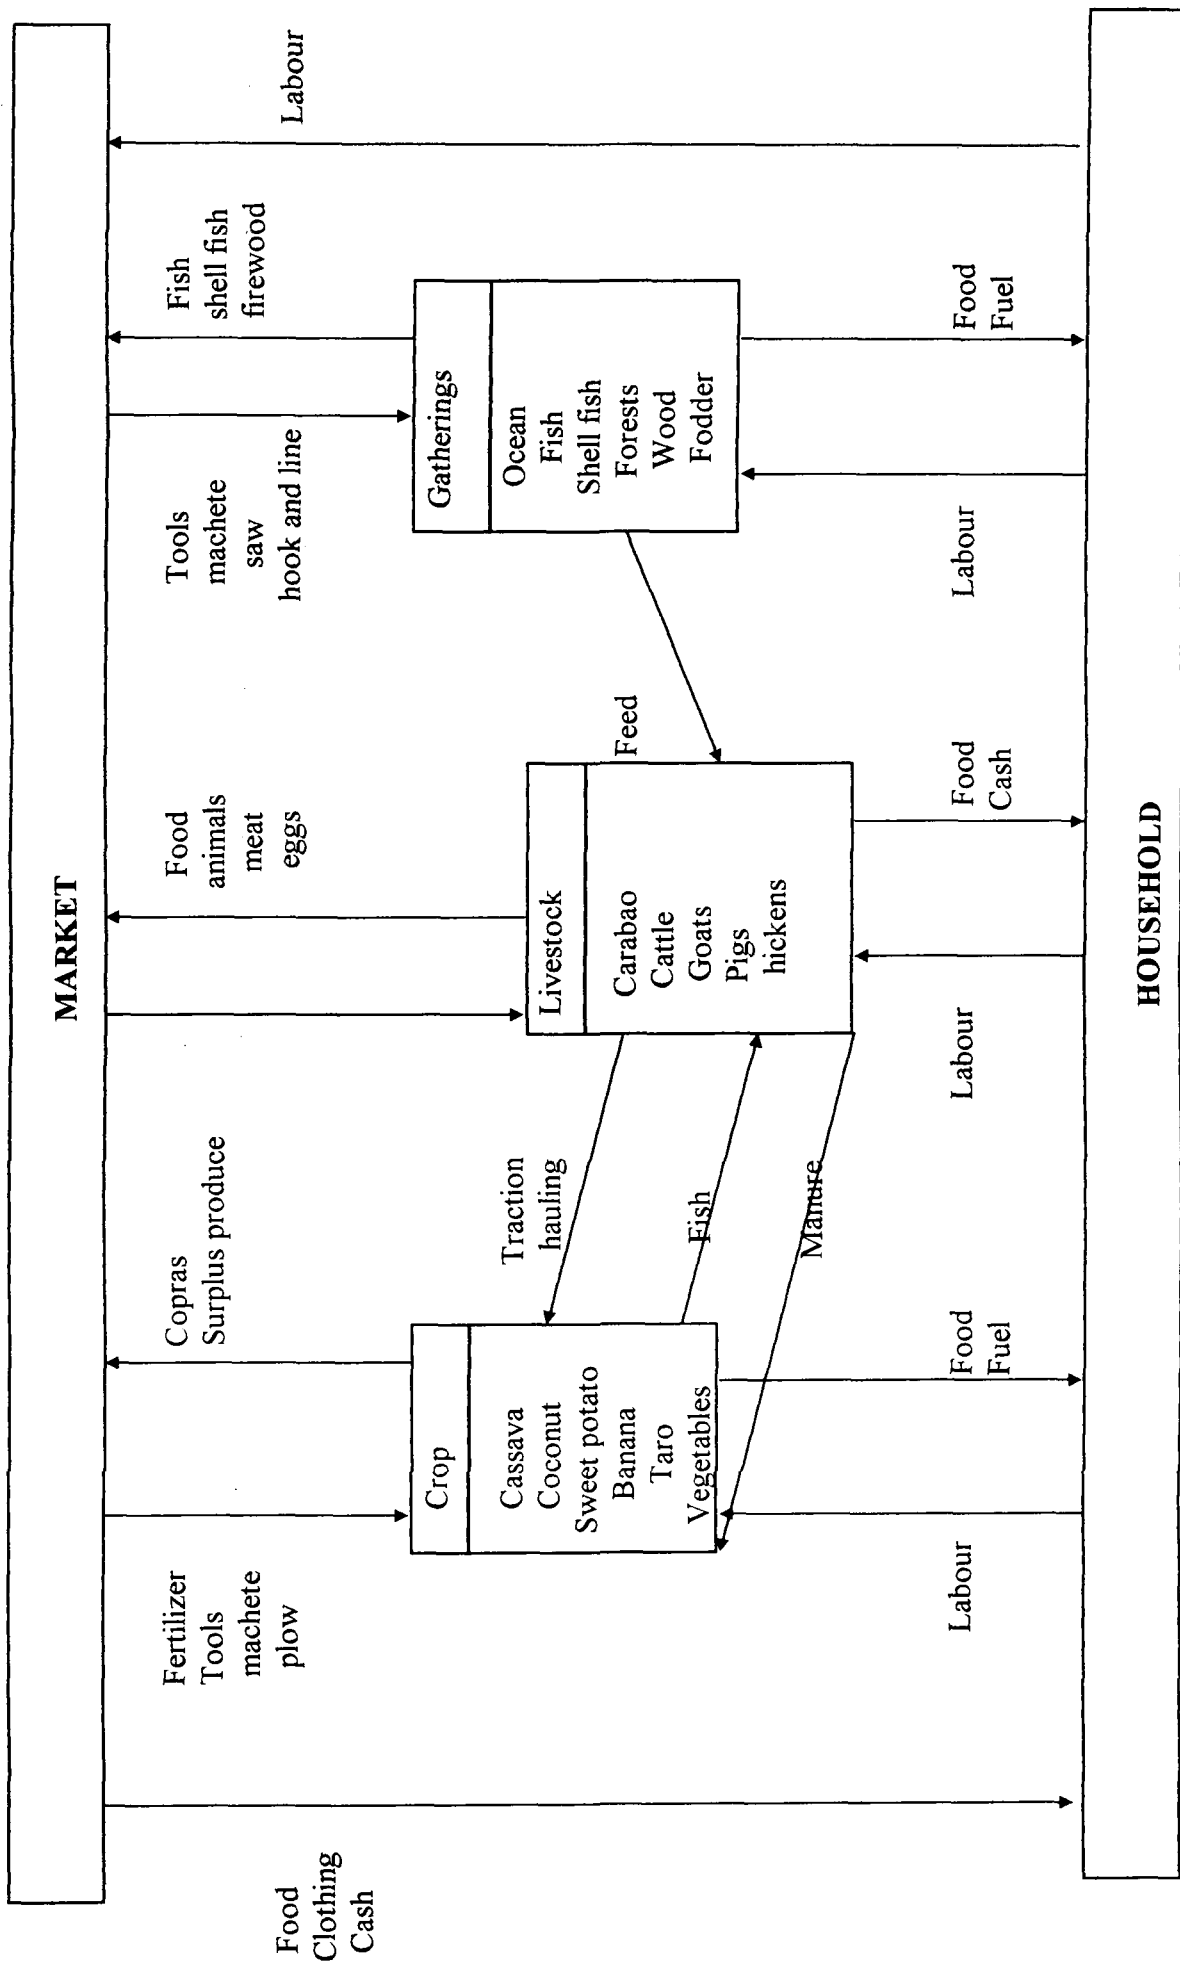 MARKET
Food
Clothing
Cash
Fertilizer
Tools
machete
plow
Copras
Surplus produce
Food
animals
meat
eggs
Tools
machete
saw
hook and line
Fish
shell fish
firewood
Labour
Crop
Cassava
Coconut
Sweet potato
Banana
Taro
Vegetables
Traction
hauling
Fish
Manure
Livestock
Carabao
Cattle
Goats
Pigs
hickens
Feed
Gatherings
Ocean
Fish
Shell fish
Forests
Wood
Fodder
Labour
Food
Fuel
Labour
Food
Cash
Labour
Food
Fuel
HOUSEHOLD